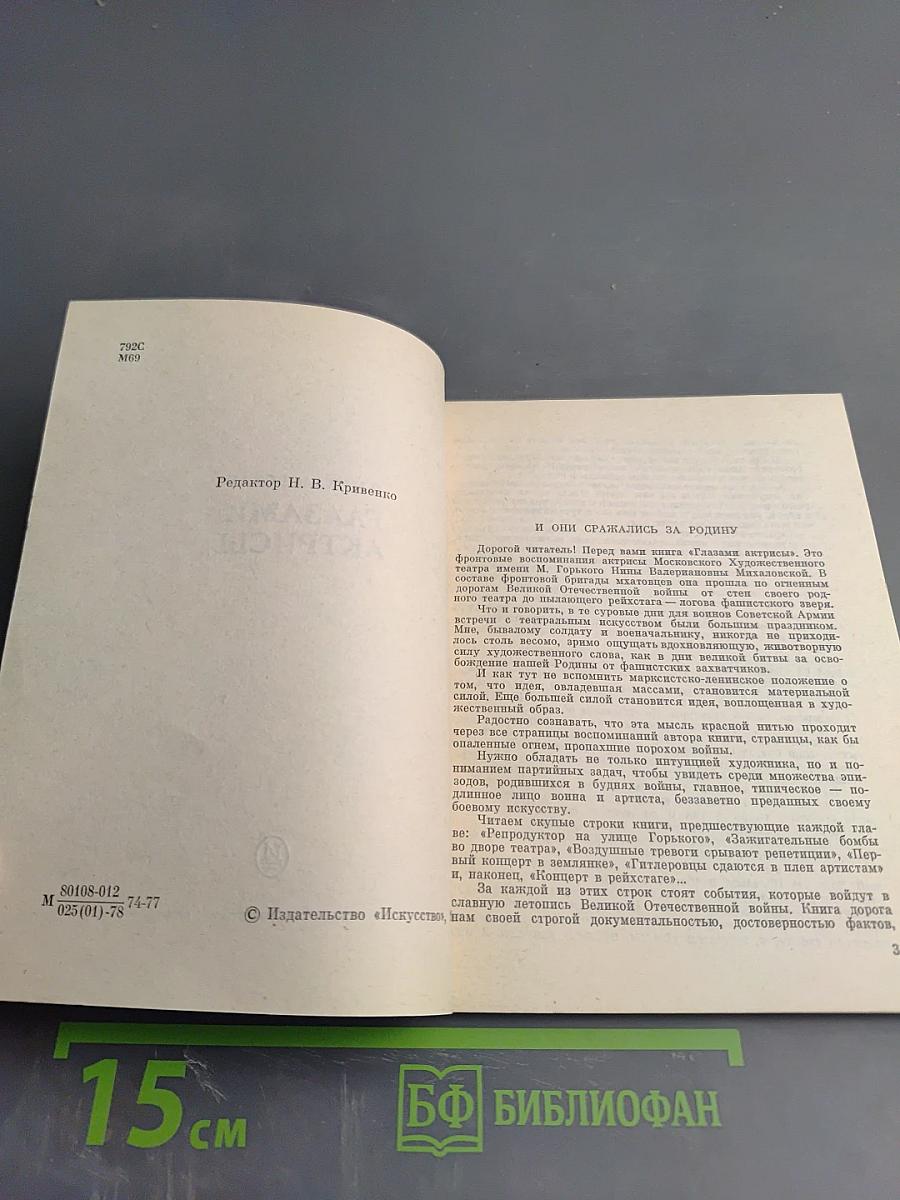 792С
М69
Редактор Н. В. Кривенко
М 80108-012 74-77
025(01)-78
© Издательство «Искусство»,
И ОНИ СРАЖАЛИСЬ ЗА РОДИНУ
Дорогой читатель! Перед вами книга «Глазами актрисы». Это
фронтовые воспоминания актрисы Московского Художественного
театра имени М. Горького Нины Валериановны Михаловской. В
составе фронтовой бригады мхатовцев она прошла по огненным
дорогам Великой Отечественной войны от стен своего род-
ного театра до пылающего рейхстага — логова фашистского зверя.
Что и говорить, в те суровые дни для воинов Советской Армии
встречи с театральным искусством были большим праздником.
Мне, бывалому солдату и военачальнику, никогда не приходи-
лось столь весомо, зримо ощущать вдохновляющую, животворную
силу художественного слова, как в дни великой битвы за осво-
бождение нашей Родины от фашистских захватчиков.
И как тут не вспомнить марксистско-ленинское положение о
том, что идея, овладевшая массами, становится материальной
силой. Еще большей силой становится идея, воплощенная в худо-
жественный образ.
Радостно сознавать, что эта мысль красной нитью проходит
через все страницы воспоминаний автора книги, страницы, как бы
опаленные огнем, пропахшие порохом войны.
Нужно обладать не только интуицией художника, но и по-
ниманием партийных задач, чтобы увидеть среди множества эпи-
зодов, родившихся в буднях войны, главное, типическое — по-
длинное лицо воина и артиста, беззаветно преданных своему
боевому искусству.
Читаем скупые строки книги, предшествующие каждой гла-
ве: «Репродуктор на улице Горького», «Зажигательные бомбы
во дворе театра», «Воздушные тревоги срывают репетиции», «Пер-
вый концерт в землянке», «Гитлеровцы сдаются в плен артистам»
и, наконец, «Концерт в рейхстаге»...
За каждой из этих строк стоят события, которые войдут в
славную летопись Великой Отечественной войны. Книга дорога
нам своей строгой документальностью, достоверностью фактов,
3
15 см
БФ БИБЛИОФАН